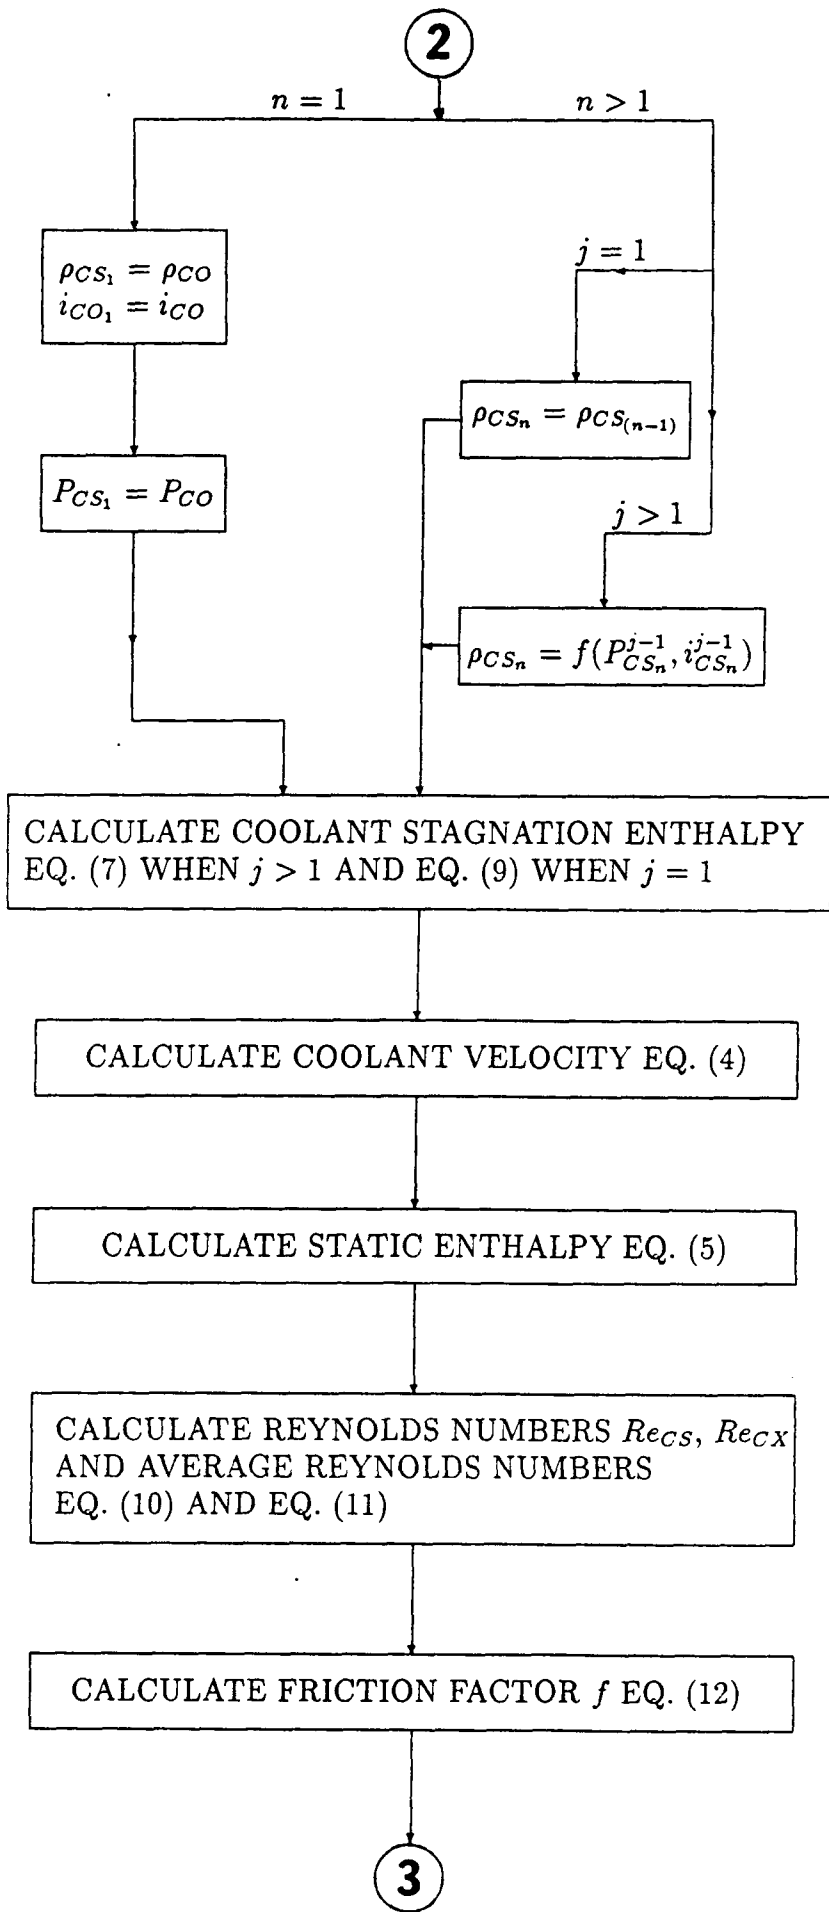 2
n = 1
n > 1
ρCS₁ = ρCO
iCO₁ = iCO
PCS₁ = PCO
j = 1
ρCSₙ = ρCS₍ₙ₋₁₎
j > 1
ρCSₙ = f(P^{j-1}_{CSₙ}, i^{j-1}_{CSₙ})
CALCULATE COOLANT STAGNATION ENTHALPY
EQ. (7) WHEN j > 1 AND EQ. (9) WHEN j = 1
CALCULATE COOLANT VELOCITY EQ. (4)
CALCULATE STATIC ENTHALPY EQ. (5)
CALCULATE REYNOLDS NUMBERS ReCS, ReCX
AND AVERAGE REYNOLDS NUMBERS
EQ. (10) AND EQ. (11)
CALCULATE FRICTION FACTOR f EQ. (12)
3